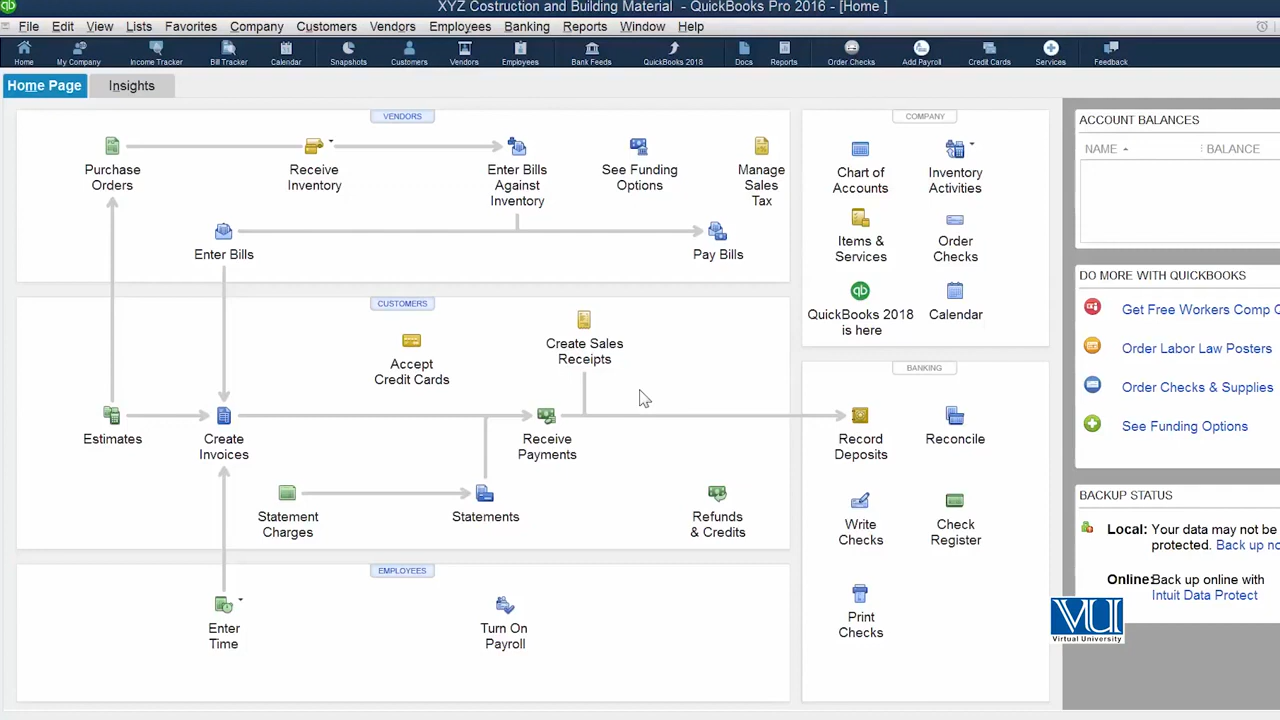 XYZ Costruction and Building Material - QuickBooks Pro 2016 - [Home ]
File Edit View Lists Favorites Company Customers Vendors Employees Banking Reports Window Help
Home My Company Income Tracker Bill Tracker Calendar Snapshots Customers Vendors Employees Bank Feeds QuickBooks 2018 Docs Reports Order Checks Add Payroll Credit Cards Services Feedback
Home Page Insights
VENDORS
Purchase
Orders
Receive
Inventory
Enter Bills
Against
Inventory
See Funding
Options
Manage
Sales
Tax
Enter Bills
Pay Bills
CUSTOMERS
Accept
Credit Cards
Create Sales
Receipts
Estimates
Create
Invoices
Receive
Payments
Statement
Charges
Statements
Refunds
& Credits
EMPLOYEES
Enter
Time
Turn On
Payroll
COMPANY
Chart of
Accounts
Inventory
Activities
Items &
Services
Order
Checks
QuickBooks 2018
is here
Calendar
BANKING
Record
Deposits
Reconcile
Write
Checks
Check
Register
Print
Checks
ACCOUNT BALANCES
NAME BALANCE
DO MORE WITH QUICKBOOKS
Get Free Workers Comp
Order Labor Law Posters
Order Checks & Supplies
See Funding Options
BACKUP STATUS
Local: Your data may not be
protected. Back up
Online: Back up online with
Intuit Data Protect
VU
Virtual University
qb